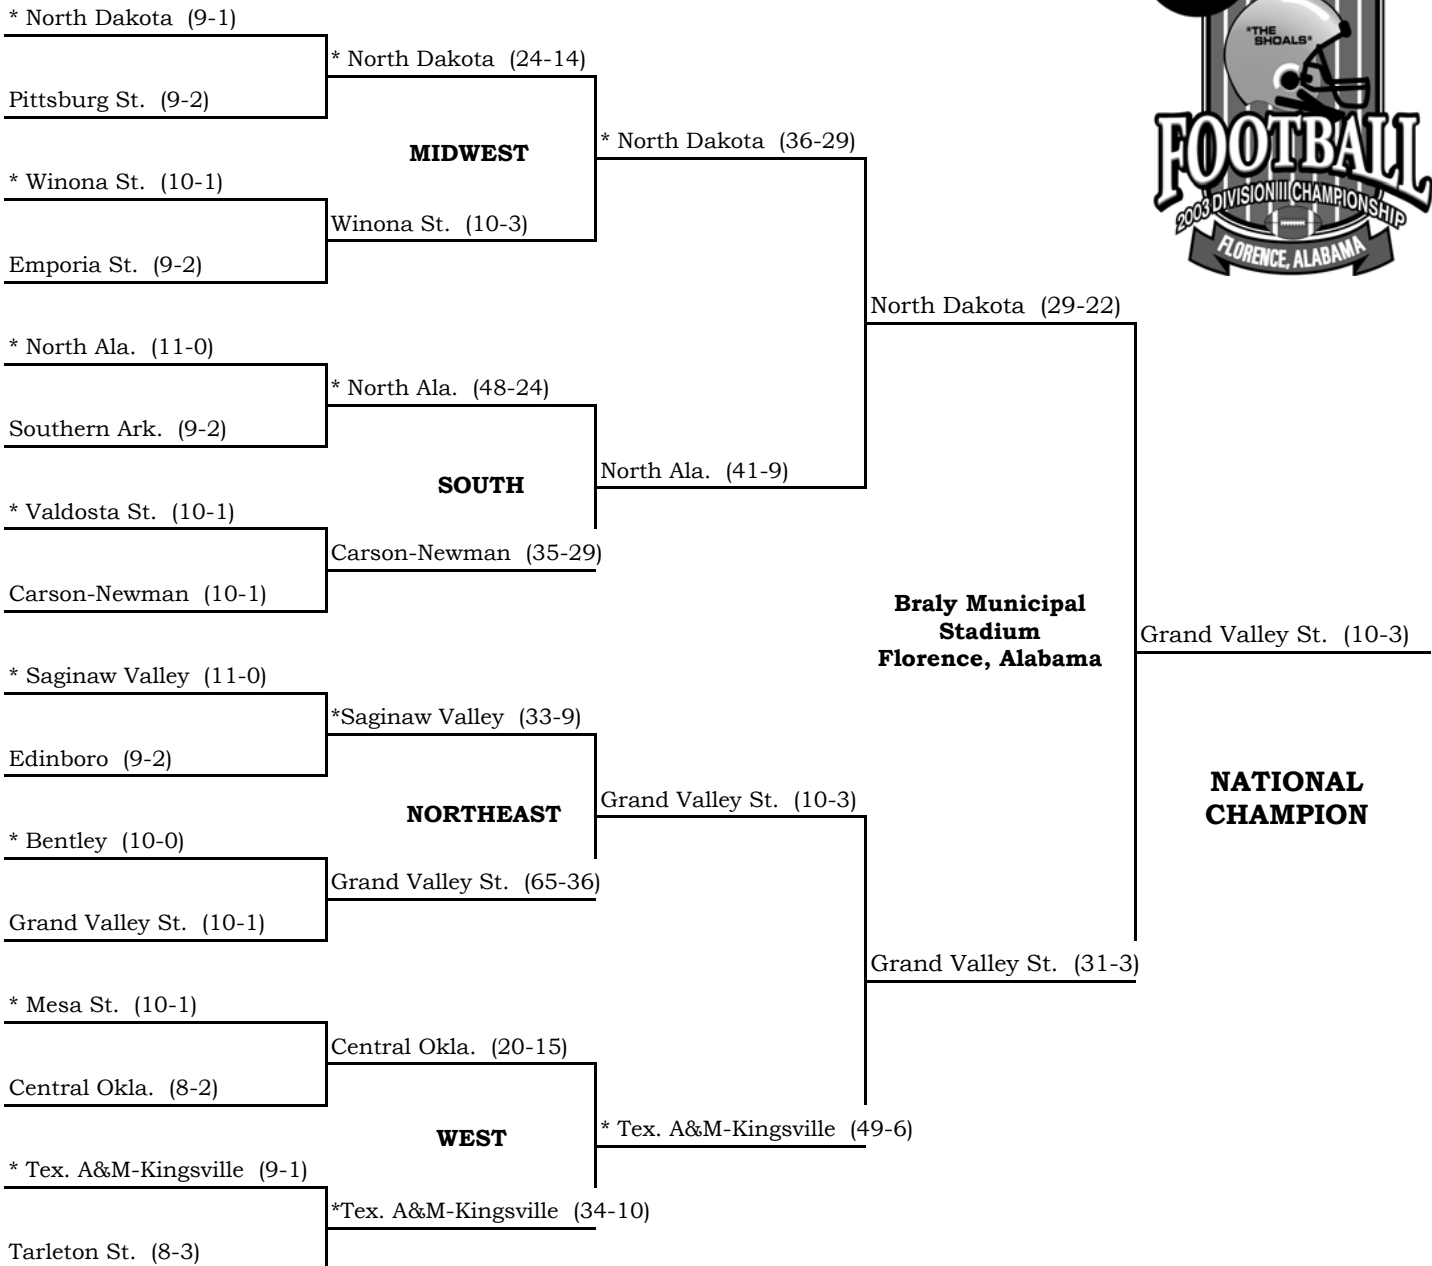 * North Dakota (9-1)
* North Dakota (24-14)
Pittsburg St. (9-2)
MIDWEST
* North Dakota (36-29)
* Winona St. (10-1)
Winona St. (10-3)
Emporia St. (9-2)
North Dakota (29-22)
* North Ala. (11-0)
* North Ala. (48-24)
Southern Ark. (9-2)
SOUTH
North Ala. (41-9)
* Valdosta St. (10-1)
Carson-Newman (35-29)
Carson-Newman (10-1)
Braly Municipal
Stadium
Florence, Alabama
Grand Valley St. (10-3)
NATIONAL
CHAMPION
* Saginaw Valley (11-0)
*Saginaw Valley (33-9)
Edinboro (9-2)
NORTHEAST
Grand Valley St. (10-3)
* Bentley (10-0)
Grand Valley St. (65-36)
Grand Valley St. (10-1)
Grand Valley St. (31-3)
* Mesa St. (10-1)
Central Okla. (20-15)
Central Okla. (8-2)
WEST
* Tex. A&M-Kingsville (49-6)
* Tex. A&M-Kingsville (9-1)
*Tex. A&M-Kingsville (34-10)
Tarleton St. (8-3)
"THE
SHOALS"
FOOTBALL
2003 DIVISION II CHAMPIONSHIP
FLORENCE, ALABAMA